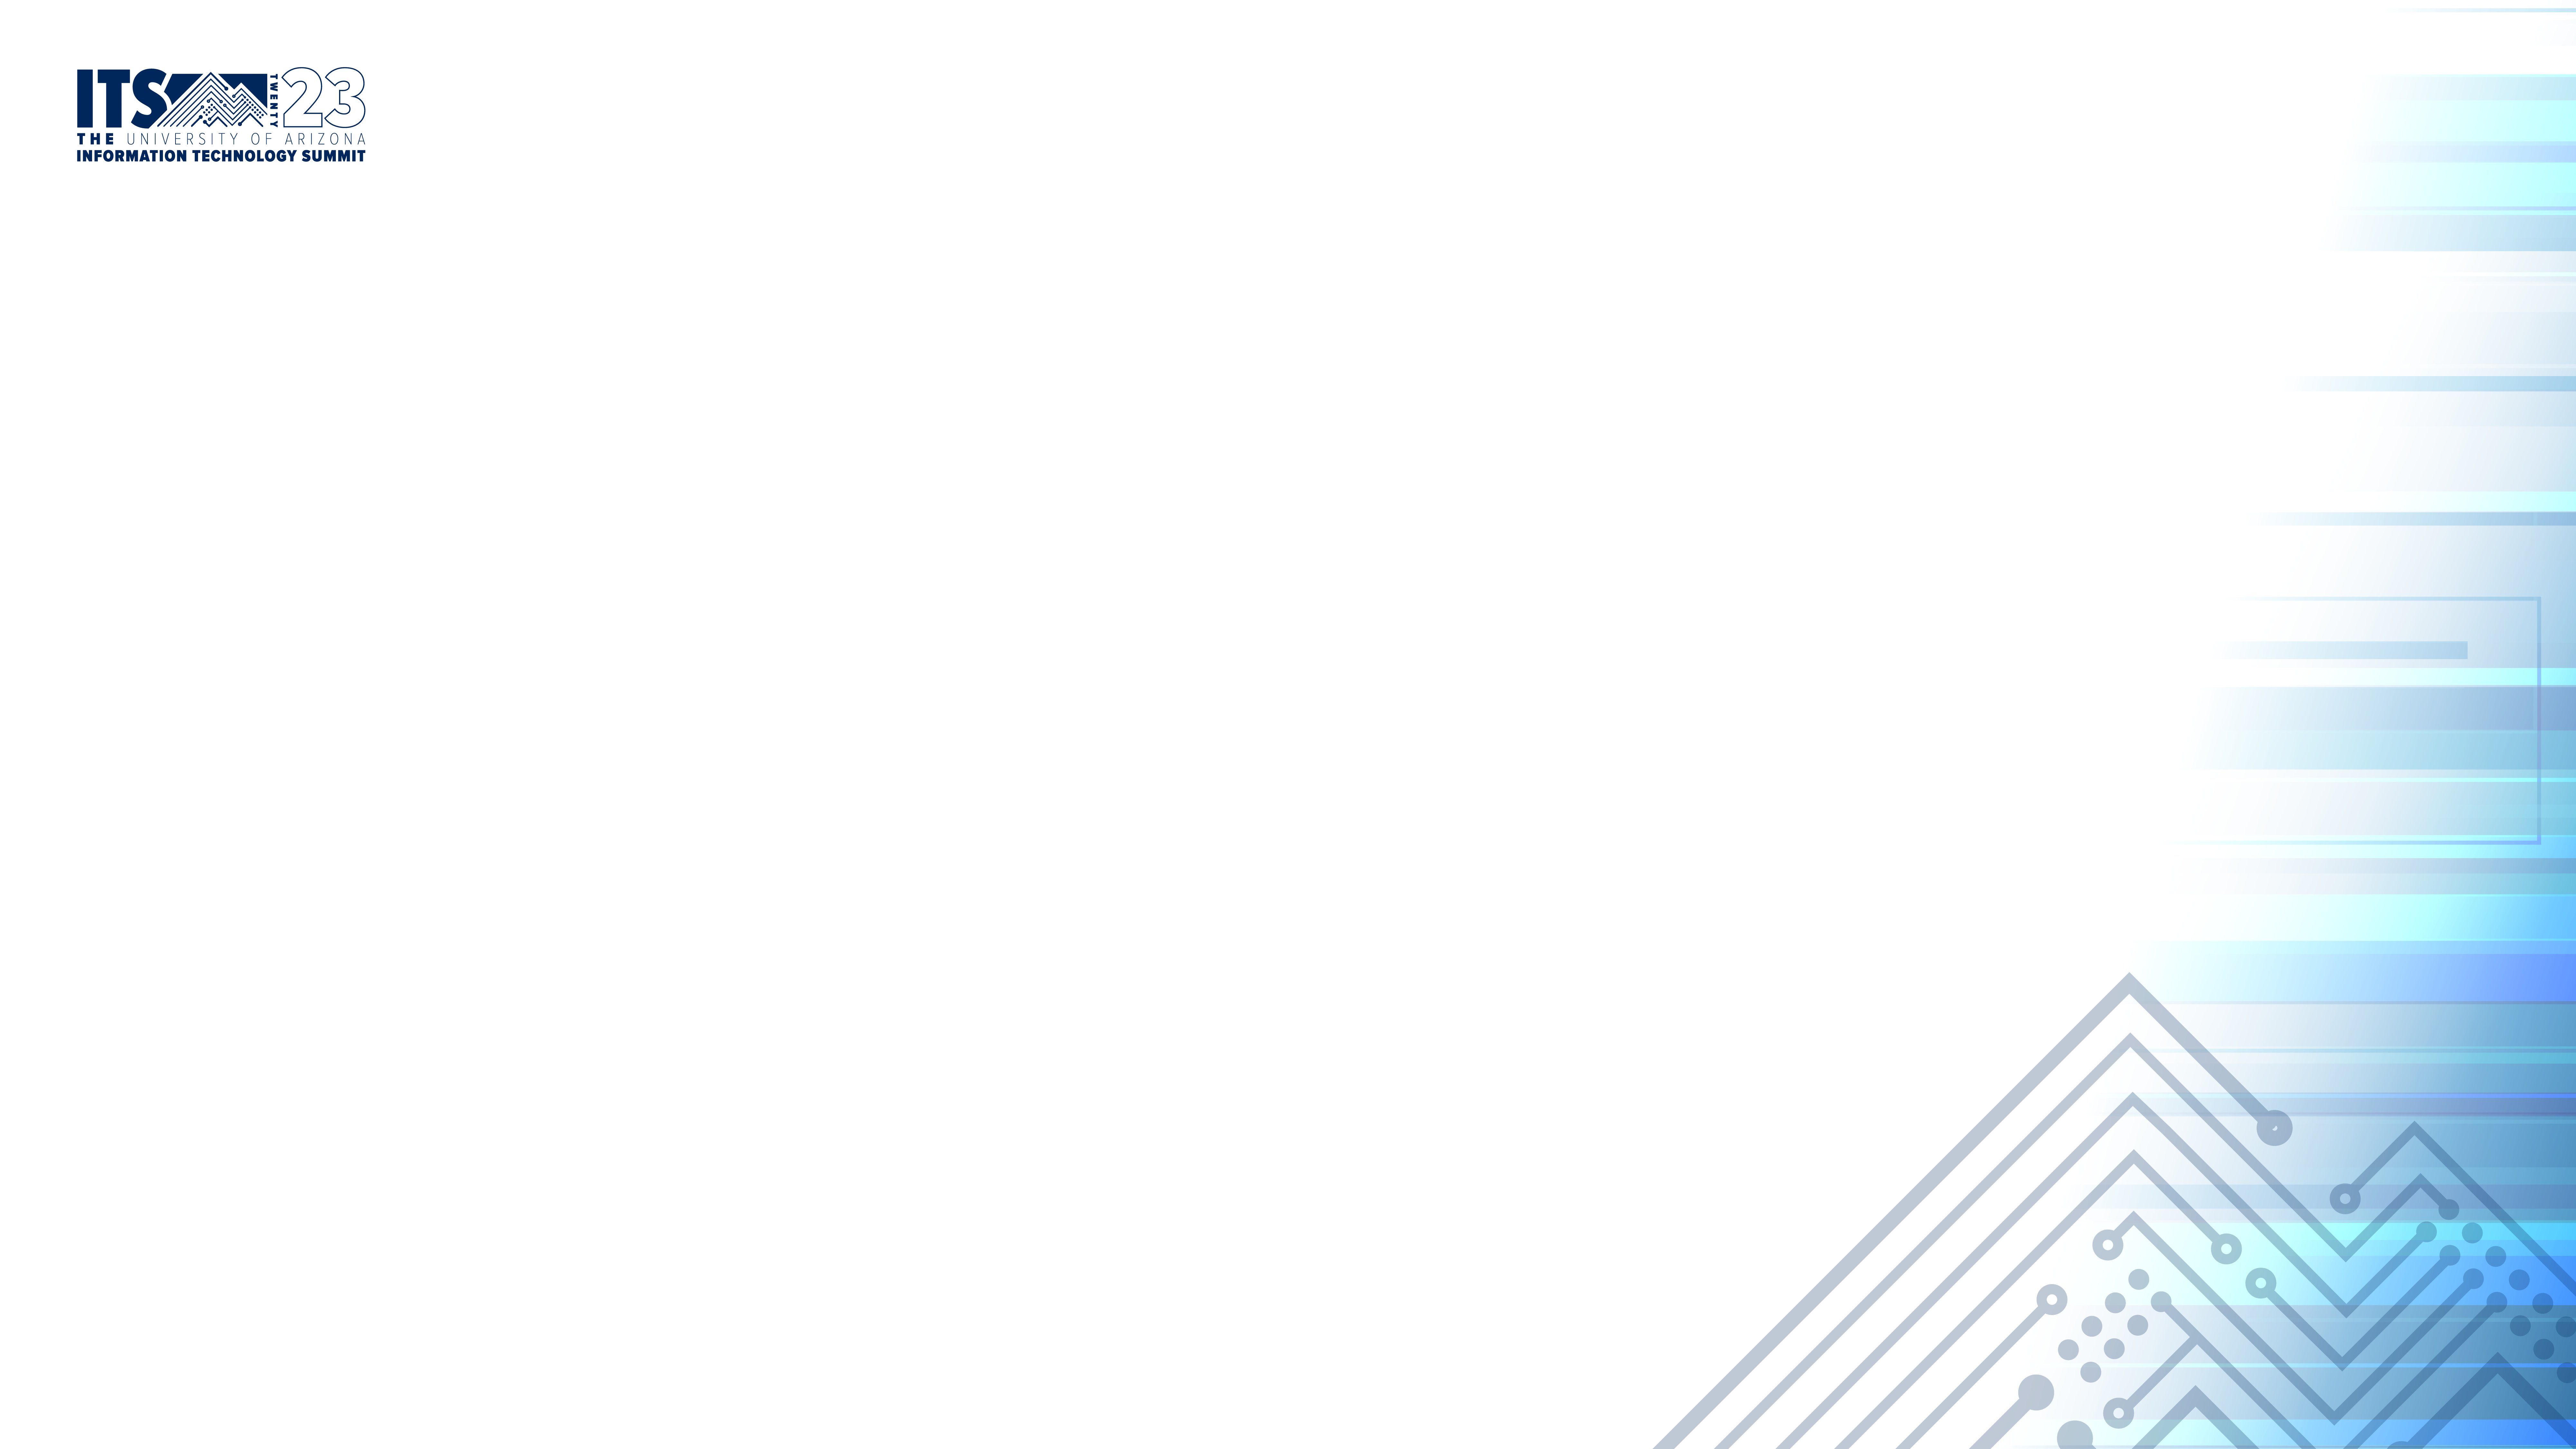 ITS TWENTY 23
THE UNIVERSITY OF ARIZONA
INFORMATION TECHNOLOGY SUMMIT